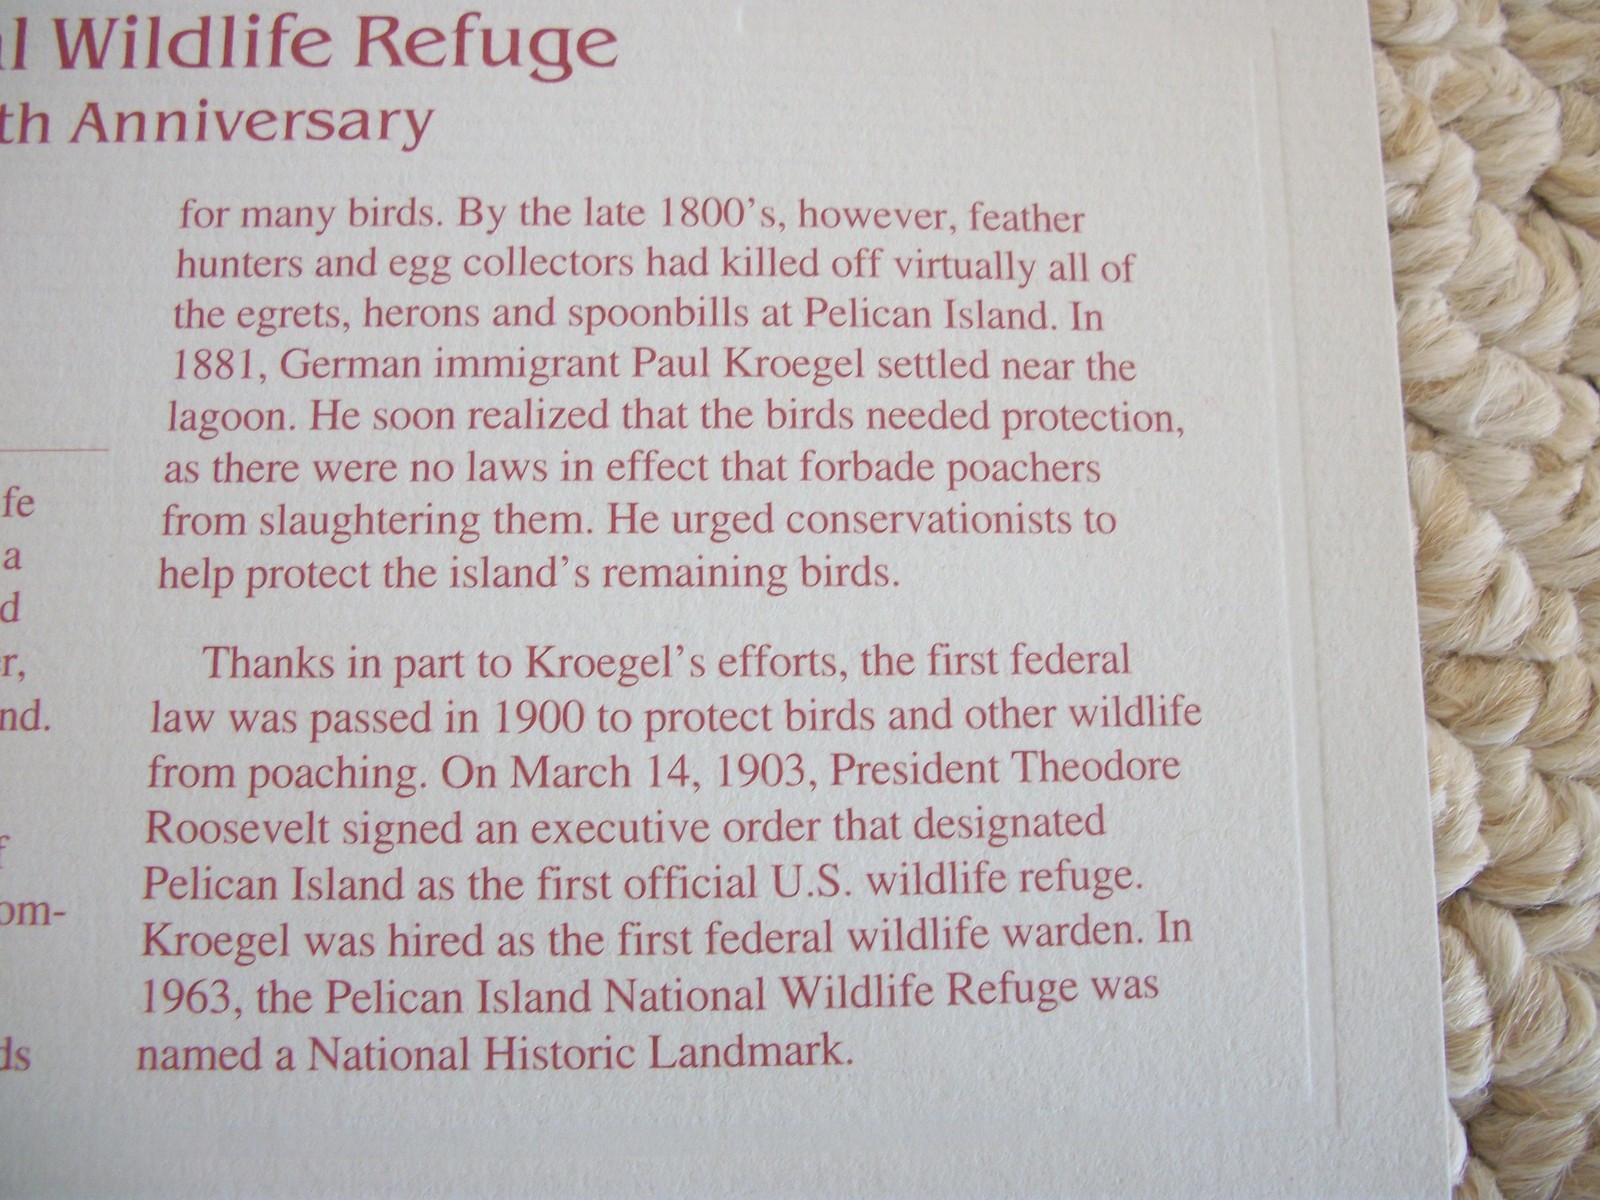 Wildlife Refuge
th Anniversary
for many birds. By the late 1800's, however, feather
hunters and egg collectors had killed off virtually all of
the egrets, herons and spoonbills at Pelican Island. In
1881, German immigrant Paul Kroegel settled near the
lagoon. He soon realized that the birds needed protection,
as there were no laws in effect that forbade poachers
from slaughtering them. He urged conservationists to
help protect the island's remaining birds.
Thanks in part to Kroegel's efforts, the first federal
law was passed in 1900 to protect birds and other wildlife
from poaching. On March 14, 1903, President Theodore
Roosevelt signed an executive order that designated
Pelican Island as the first official U.S. wildlife refuge.
Kroegel was hired as the first federal wildlife warden. In
1963, the Pelican Island National Wildlife Refuge was
named a National Historic Landmark.